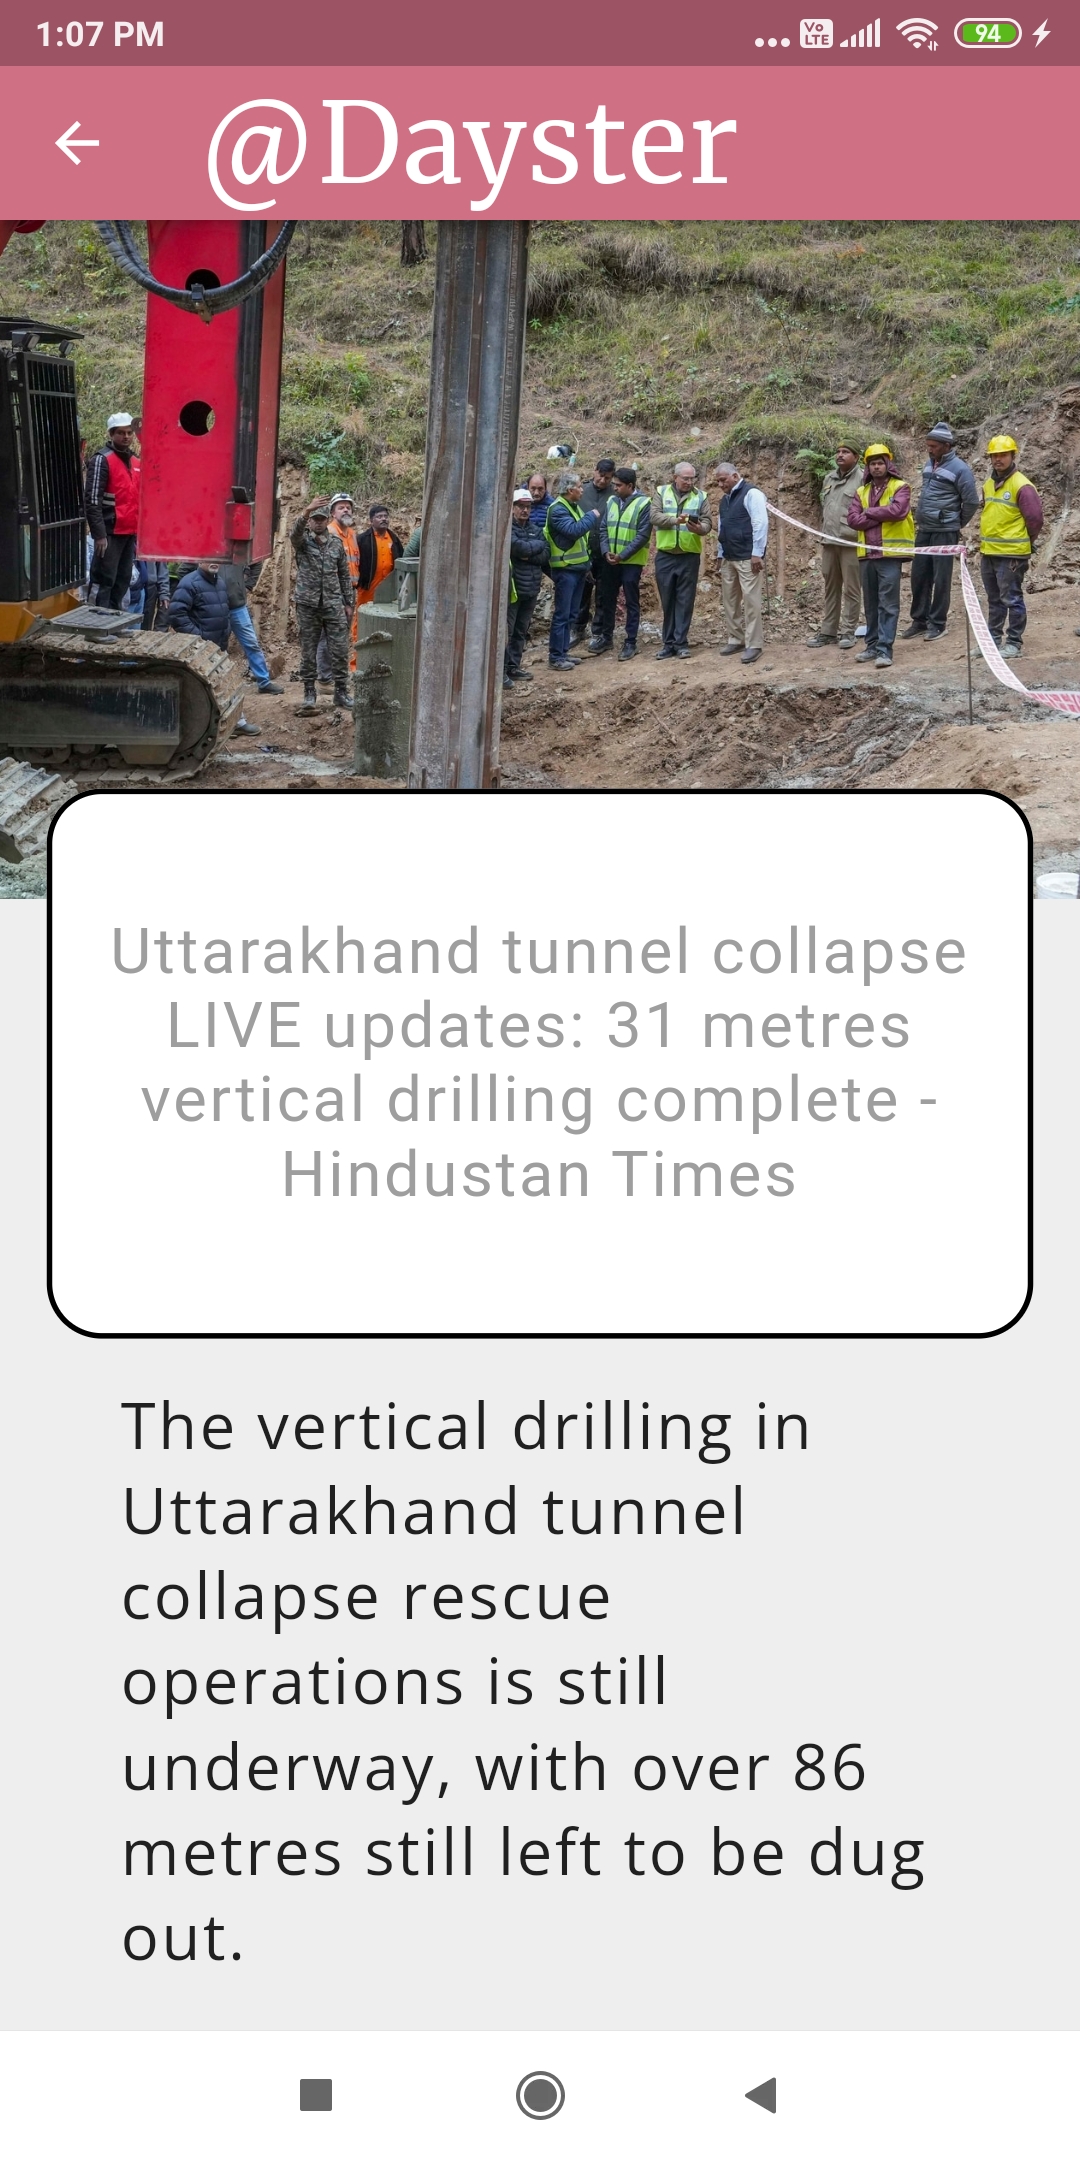 1:07 PM
Vo
LTE
94
@Dayster
Uttarakhand tunnel collapse
LIVE updates: 31 metres
vertical drilling complete -
Hindustan Times
The vertical drilling in
Uttarakhand tunnel
collapse rescue
operations is still
underway, with over 86
metres still left to be dug
out.